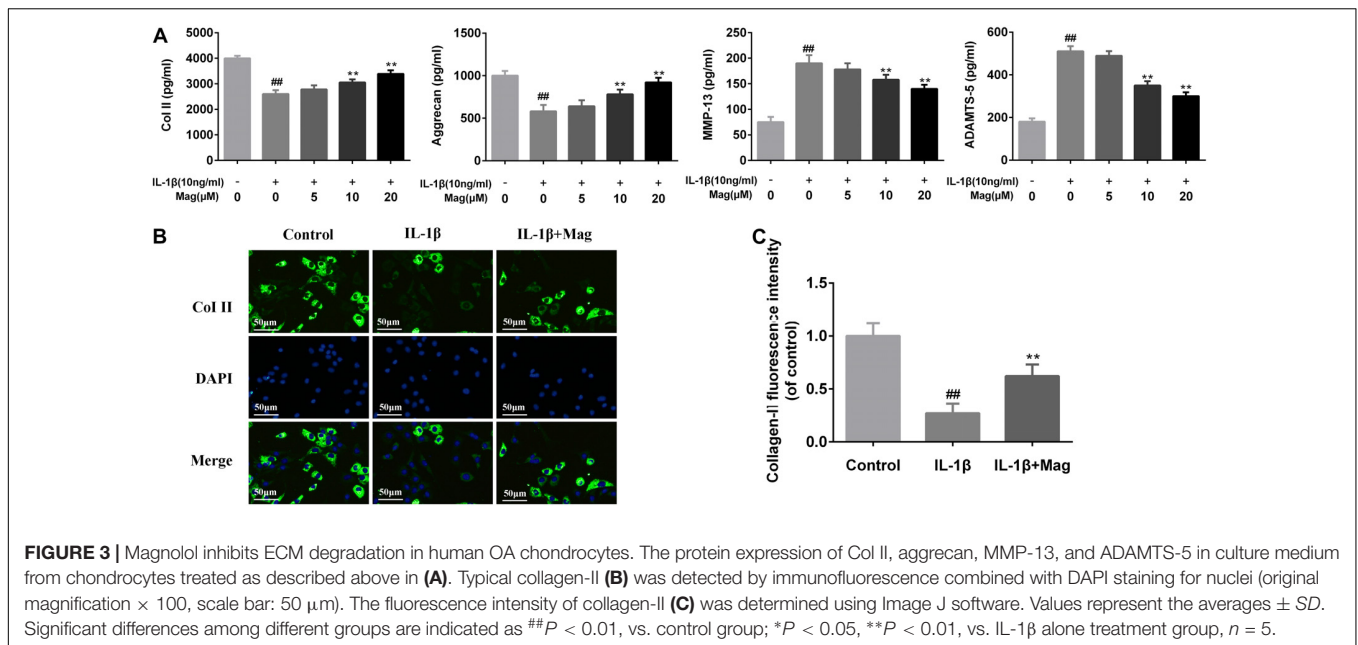 A
Col II (pg/ml)
5000
4000
3000
2000
1000
0
##
**
**
IL-1β(10ng/ml) - + + + +
Mag(μM) 0 0 5 10 20
Aggrecan (pg/ml)
1500
1000
500
0
##
**
**
IL-1β(10ng/ml) - + + + +
Mag(μM) 0 0 5 10 20
MMP-13 (pg/ml)
250
200
150
100
50
0
##
**
**
IL-1β(10ng/ml) - + + + +
Mag(μM) 0 0 5 10 20
ADAMTS-5 (pg/ml)
600
400
200
0
##
**
**
IL-1β(10ng/ml) - + + + +
Mag(μM) 0 0 5 10 20
B
Control IL-1β IL-1β+Mag
Col II
50μm 50μm 50μm
DAPI
50μm 50μm 50μm
Merge
50μm 50μm 50μm
C
Collagen-II fluorescence intensity
(of control)
1.5
1.0
0.5
0.0
##
**
Control IL-1β IL-1β+Mag
FIGURE 3 | Magnolol inhibits ECM degradation in human OA chondrocytes. The protein expression of Col II, aggrecan, MMP-13, and ADAMTS-5 in culture medium
from chondrocytes treated as described above in (A). Typical collagen-II (B) was detected by immunofluorescence combined with DAPI staining for nuclei (original
magnification × 100, scale bar: 50 μm). The fluorescence intensity of collagen-II (C) was determined using Image J software. Values represent the averages ± SD.
Significant differences among different groups are indicated as ##P < 0.01, vs. control group; *P < 0.05, **P < 0.01, vs. IL-1β alone treatment group, n = 5.